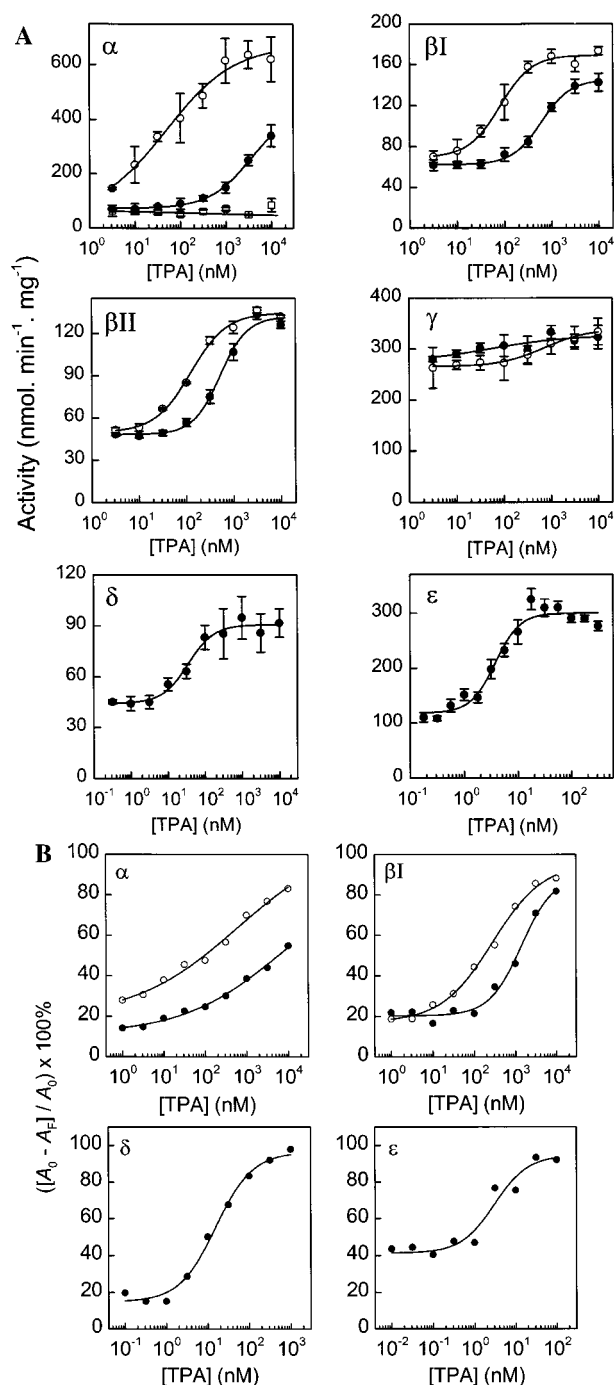 A
Activity (nmol. min-1. mg-1)
α
600
400
200
0
10⁰ 10¹ 10² 10³ 10⁴
[TPA] (nM)
βI
200
160
120
80
40
0
10⁰ 10¹ 10² 10³ 10⁴
[TPA] (nM)
βII
120
90
60
30
0
10⁰ 10¹ 10² 10³ 10⁴
[TPA] (nM)
γ
400
300
200
100
0
10⁰ 10¹ 10² 10³ 10⁴
[TPA] (nM)
δ
120
90
60
30
0
10⁻¹ 10⁰ 10¹ 10² 10³ 10⁴
[TPA] (nM)
ε
300
200
100
0
10⁻¹ 10⁰ 10¹ 10²
[TPA] (nM)
B
([A₀ - A_F] / A₀) x 100%
α
100
80
60
40
20
0
10⁰ 10¹ 10² 10³ 10⁴
[TPA] (nM)
βI
100
80
60
40
20
0
10⁻² 10⁻¹ 10⁰ 10¹ 10² 10³ 10⁴
[TPA] (nM)
δ
100
80
60
40
20
0
10⁻¹ 10⁰ 10¹ 10² 10³
[TPA] (nM)
ε
100
80
60
40
20
0
10⁻² 10⁻¹ 10⁰ 10¹ 10²
[TPA] (nM)